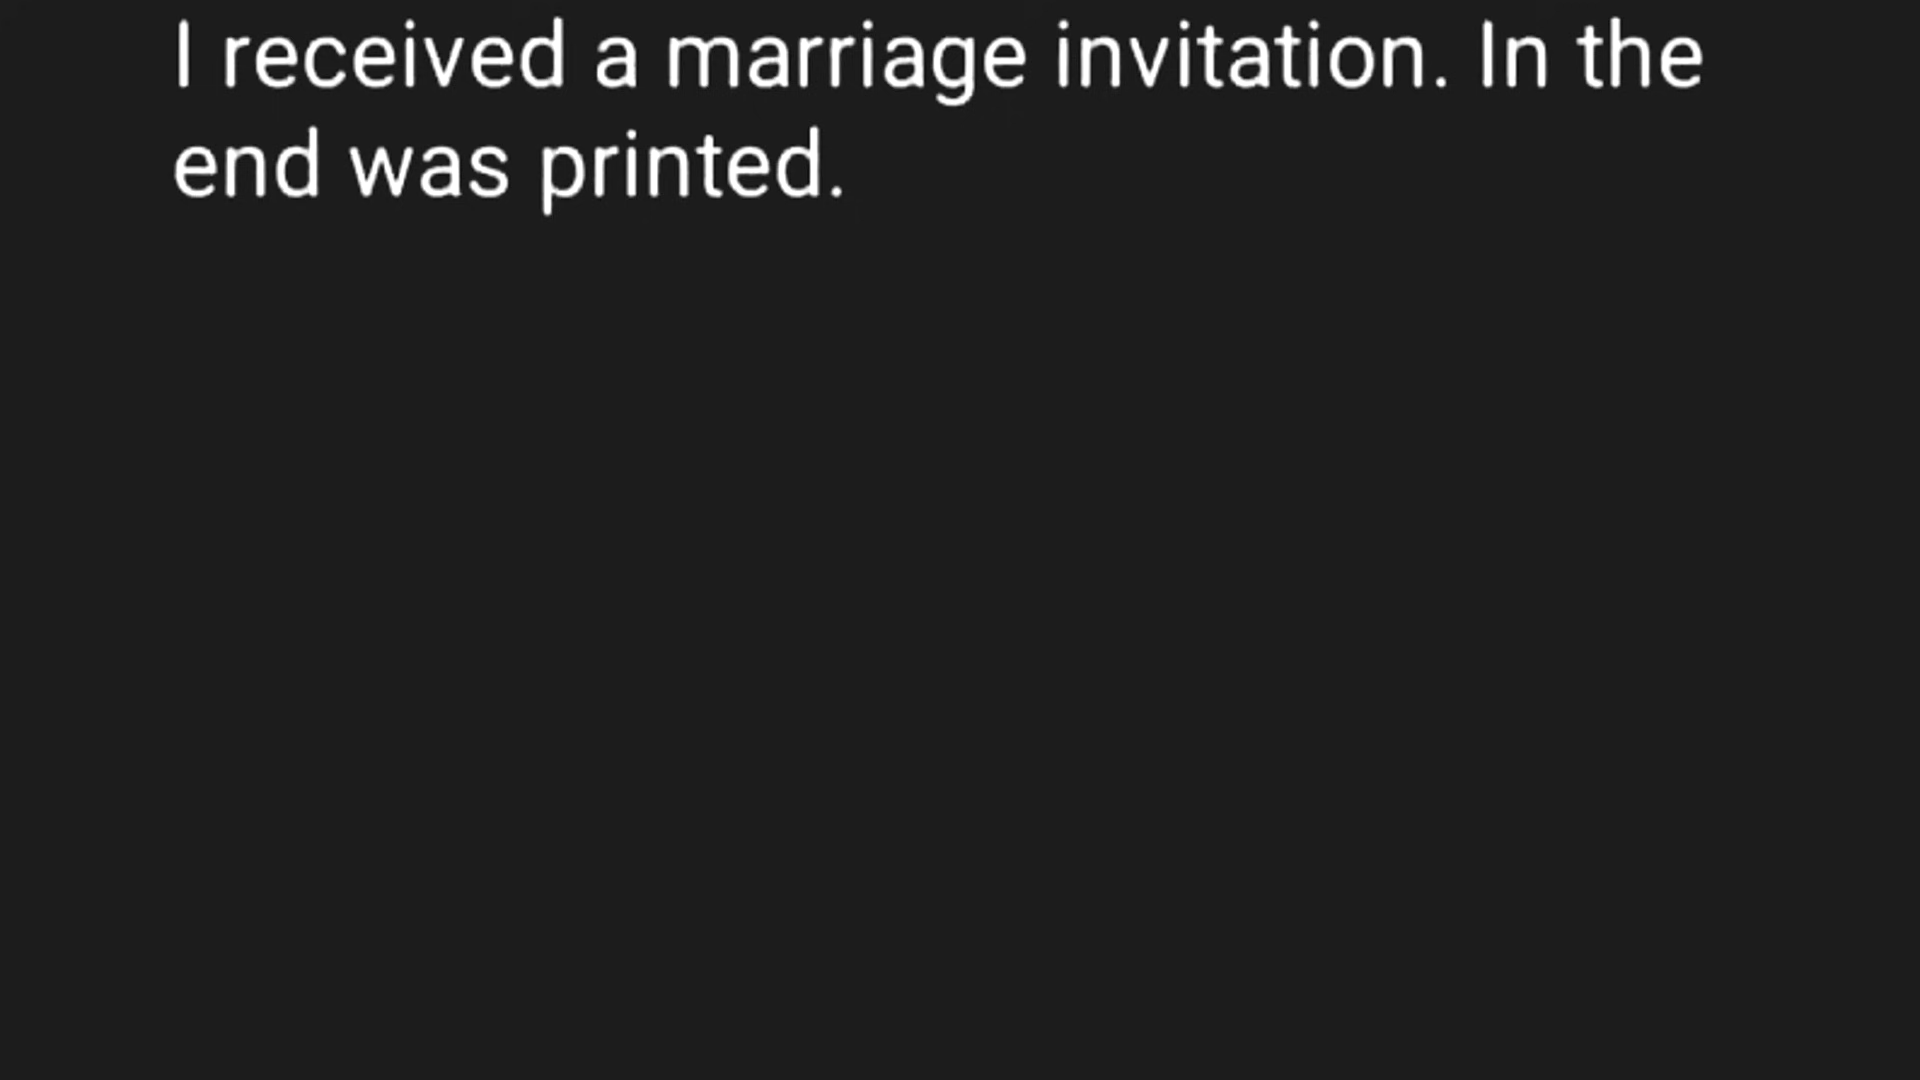 I received a marriage invitation. In the
end was printed.